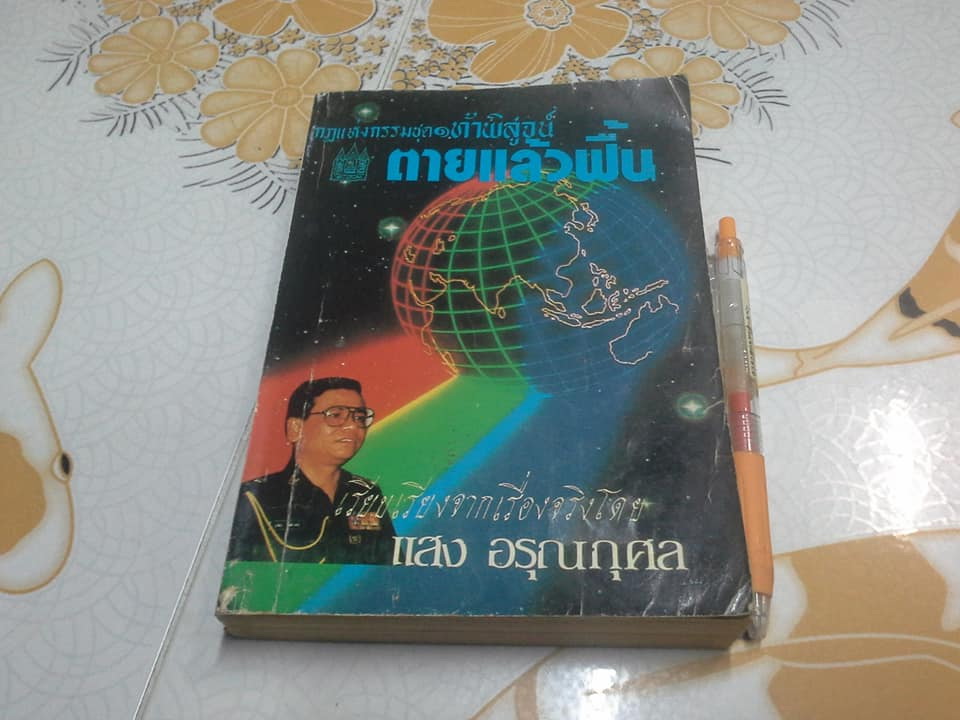 กฎแห่งกรรมชุด๑.ท้าพิสูจน์
ตายแล้วฟื้น
เรียบเรียงจากเรื่องจริงโดย
แสง อรุณกุศล